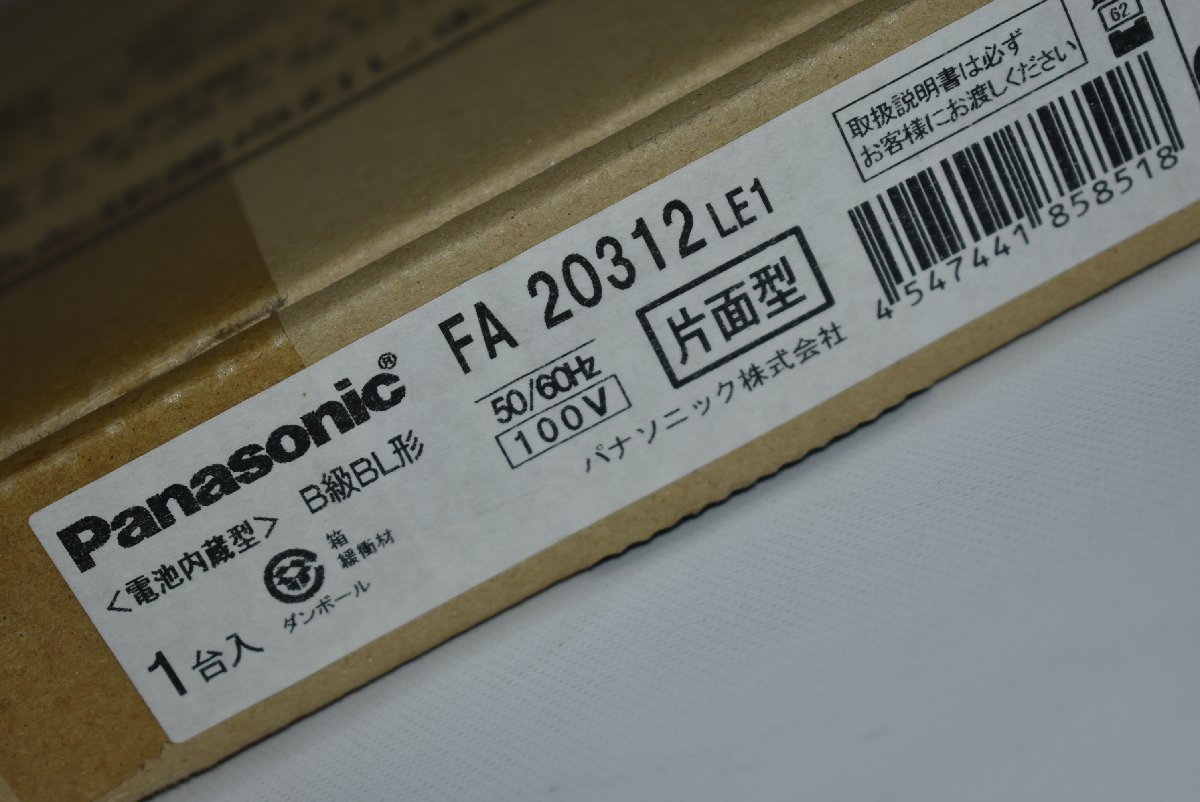 Panasonic®
FA 20312 LE1
<電池内蔵型> B級BL形
50/60Hz
100V
片面型
パナソニック株式会社
箱
緩衝材
ダンボール
1台入
取扱説明書は必ず
お客様にお渡しください
62
4547441 858518